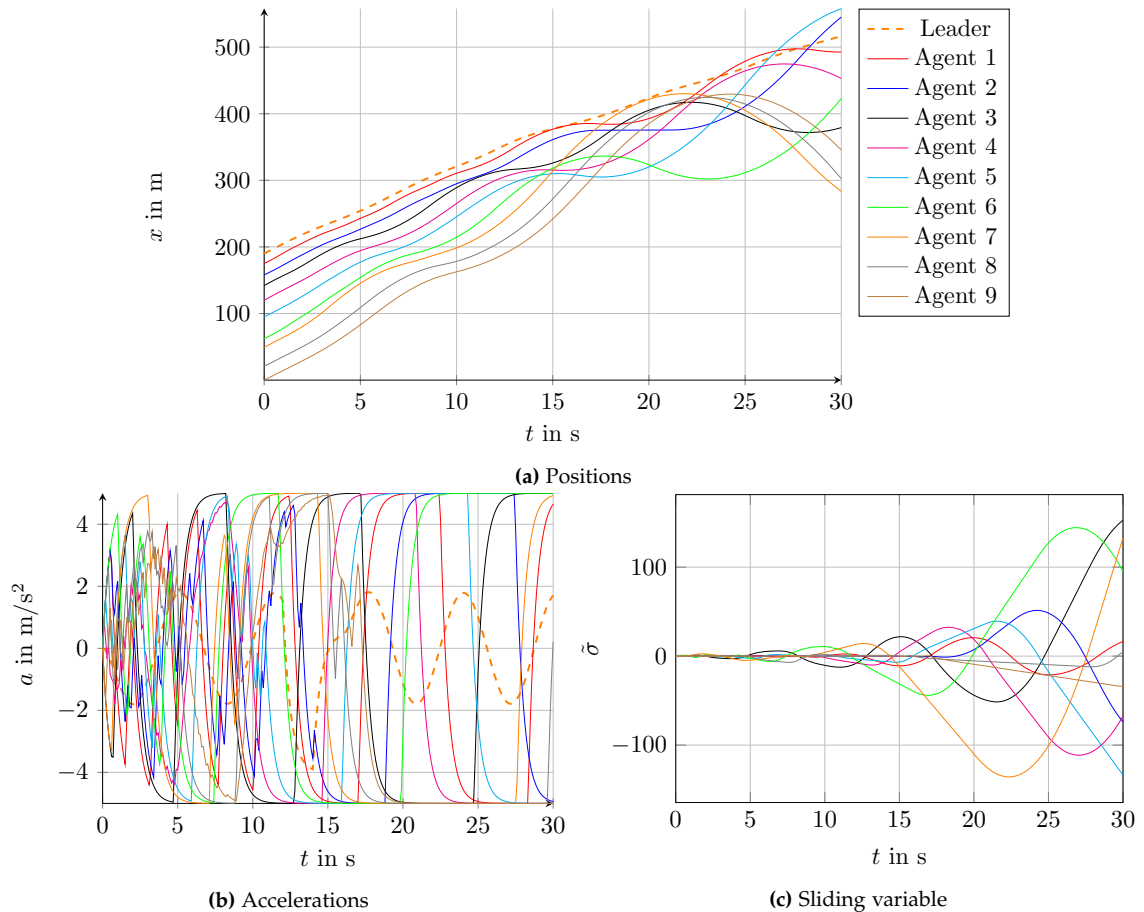 500
400
300
200
100
x in m
0 5 10 15 20 25 30
t in s
Leader
Agent 1
Agent 2
Agent 3
Agent 4
Agent 5
Agent 6
Agent 7
Agent 8
Agent 9
(a) Positions
4
2
0
−2
−4
a in m/s²
0 5 10 15 20 25 30
t in s
(b) Accelerations
100
0
−100
σ̃
0 5 10 15 20 25 30
t in s
(c) Sliding variable